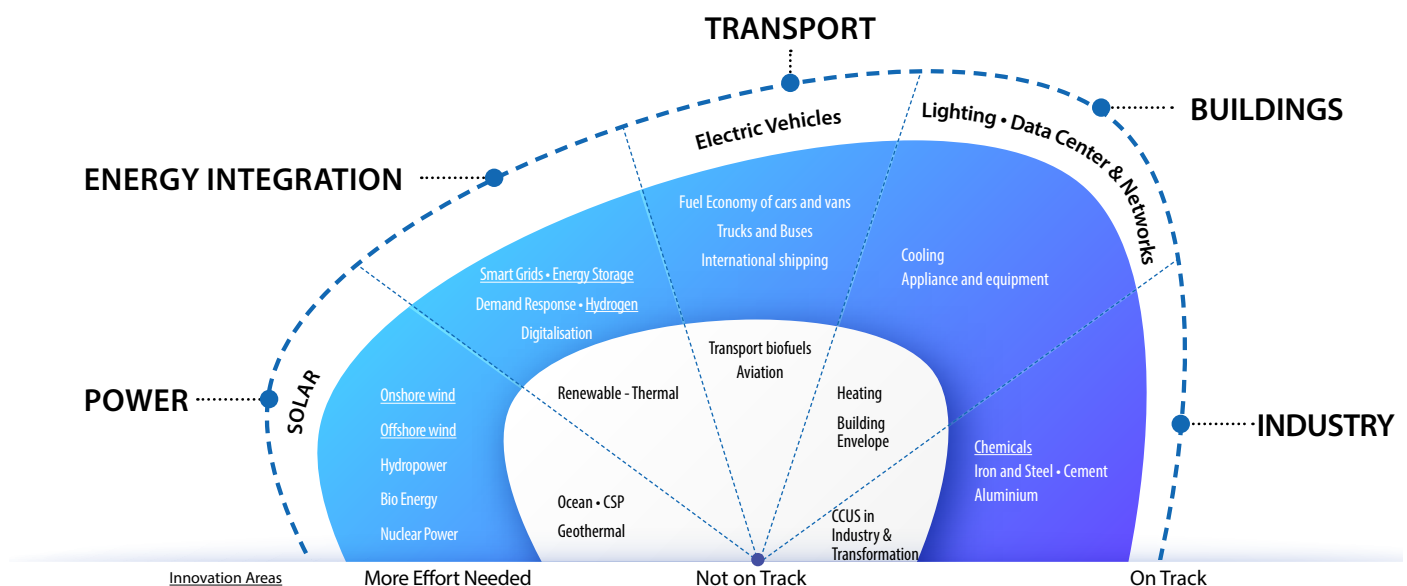 TRANSPORT
BUILDINGS
ENERGY INTEGRATION
POWER
INDUSTRY
SOLAR
Electric Vehicles
Lighting • Data Center & Networks
Onshore wind
Offshore wind
Hydropower
Bio Energy
Nuclear Power
Smart Grids • Energy Storage
Demand Response • Hydrogen
Digitalisation
Fuel Economy of cars and vans
Trucks and Buses
International shipping
Cooling
Appliance and equipment
Chemicals
Iron and Steel • Cement
Aluminium
Ocean • CSP
Geothermal
Renewable - Thermal
Transport biofuels
Aviation
Heating
Building
Envelope
CCUS in
Industry &
Transformation
Innovation Areas
More Effort Needed
Not on Track
On Track